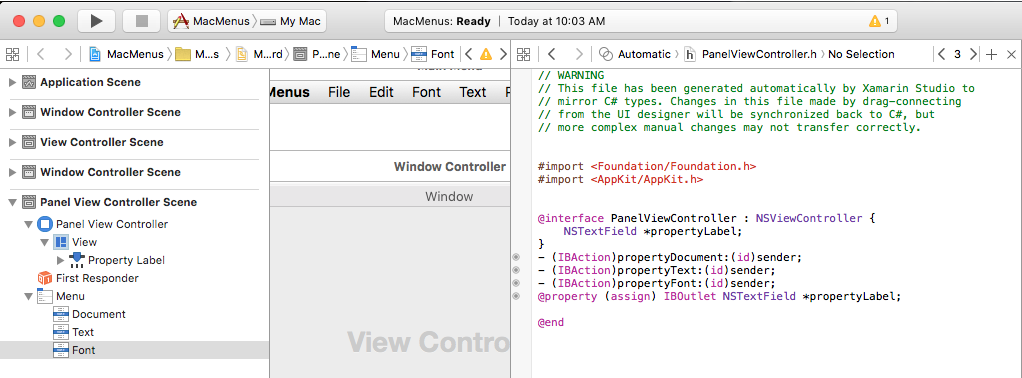 MacMenus My Mac
MacMenus: Ready | Today at 10:03 AM
1
MacMenus M...s M....rd P...ne Menu Font
Automatic PanelViewController.h No Selection 3
Application Scene
Window Controller Scene
View Controller Scene
Window Controller Scene
Panel View Controller Scene
Panel View Controller
View
Property Label
First Responder
Menu
Document
Text
Font
Menus File Edit Font Text
Window Controller
Window
View Contro
// WARNING
// This file has been generated automatically by Xamarin Studio to
// mirror C# types. Changes in this file made by drag-connecting
// from the UI designer will be synchronized back to C#, but
// more complex manual changes may not transfer correctly.
#import <Foundation/Foundation.h>
#import <AppKit/AppKit.h>
@interface PanelViewController : NSViewController {
NSTextField *propertyLabel;
}
- (IBAction)propertyDocument:(id)sender;
- (IBAction)propertyText:(id)sender;
- (IBAction)propertyFont:(id)sender;
@property (assign) IBOutlet NSTextField *propertyLabel;
@end